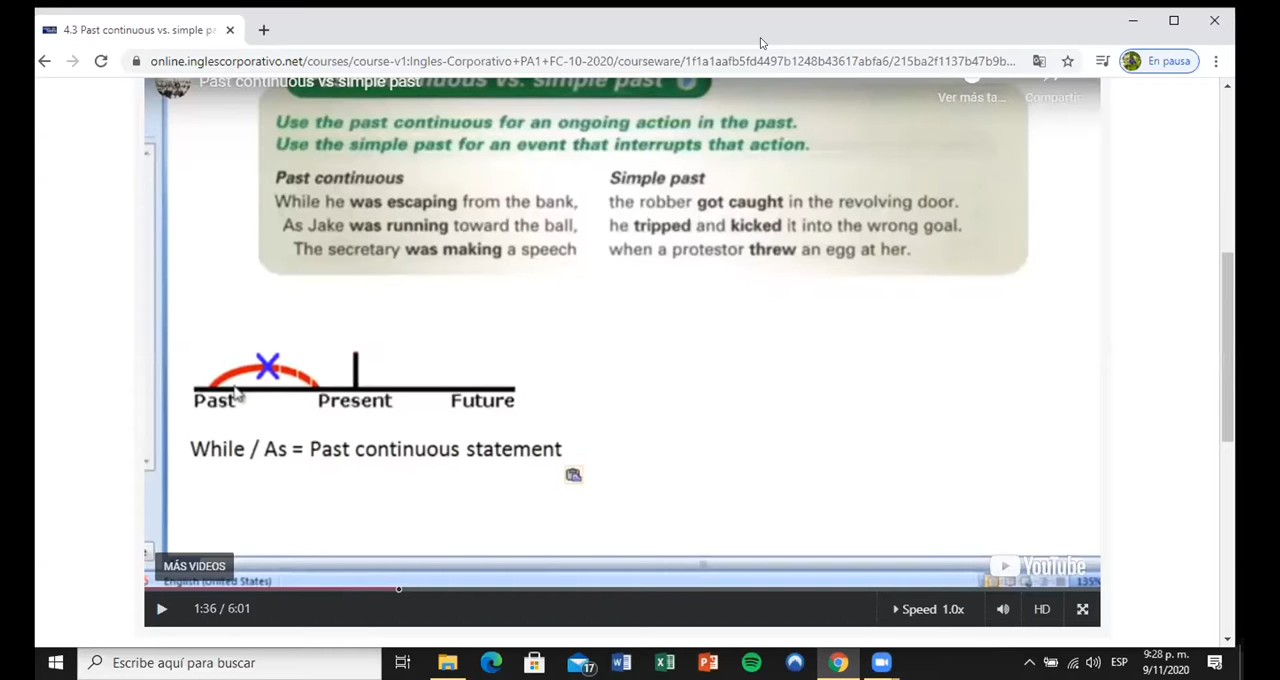 4.3 Past continuous vs. simple pa
online.inglescorporativo.net/courses/course-v1:Ingles-Corporativo+PA1+FC-10-2020/courseware/1f1a1aafb5fd4497b1248b43617abfa6/215ba2f1137b47b9b...
En pausa
Past continuous vs simple past
Ver más ta...
Compartir
Use the past continuous for an ongoing action in the past.
Use the simple past for an event that interrupts that action.
Past continuous
Simple past
While he was escaping from the bank,
the robber got caught in the revolving door.
As Jake was running toward the ball,
he tripped and kicked it into the wrong goal.
The secretary was making a speech
when a protestor threw an egg at her.
Past
Present
Future
While / As = Past continuous statement
MÁS VIDEOS
YouTube
English (United States)
135%
1:36 / 6:01
Speed 1.0x
HD
Escribe aquí para buscar
17
ESP
9:28 p. m.
9/11/2020